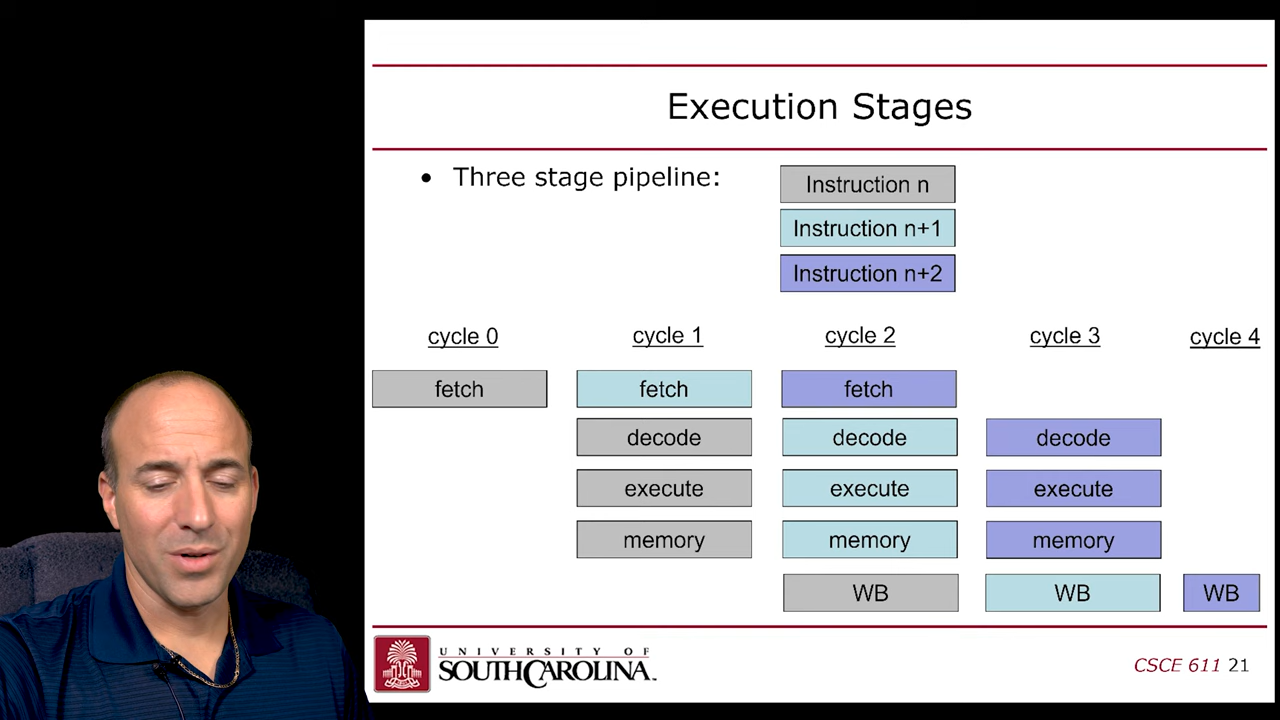 Execution Stages
• Three stage pipeline:
Instruction n
Instruction n+1
Instruction n+2
cycle 0 cycle 1 cycle 2 cycle 3 cycle 4
fetch fetch fetch
decode decode decode
execute execute execute
memory memory memory
WB WB WB
UNIVERSITY OF
SOUTH CAROLINA
CSCE 611 21